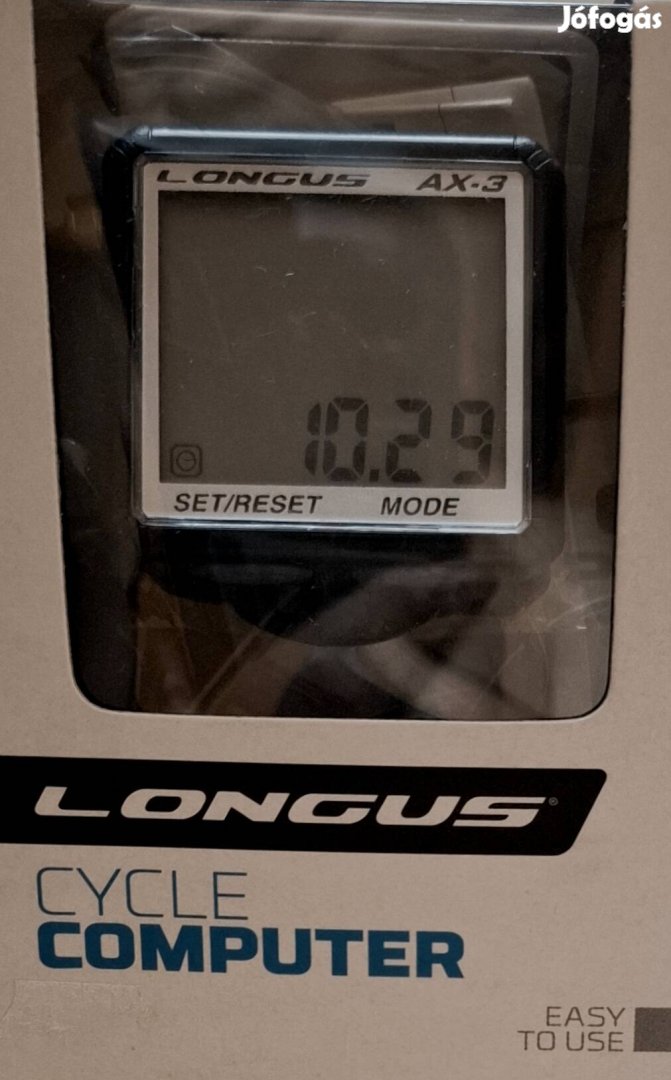 Jófogás
LONGUS AX-3
10.29
SET/RESET MODE
LONGUS®
CYCLE
COMPUTER
EASY
TO USE